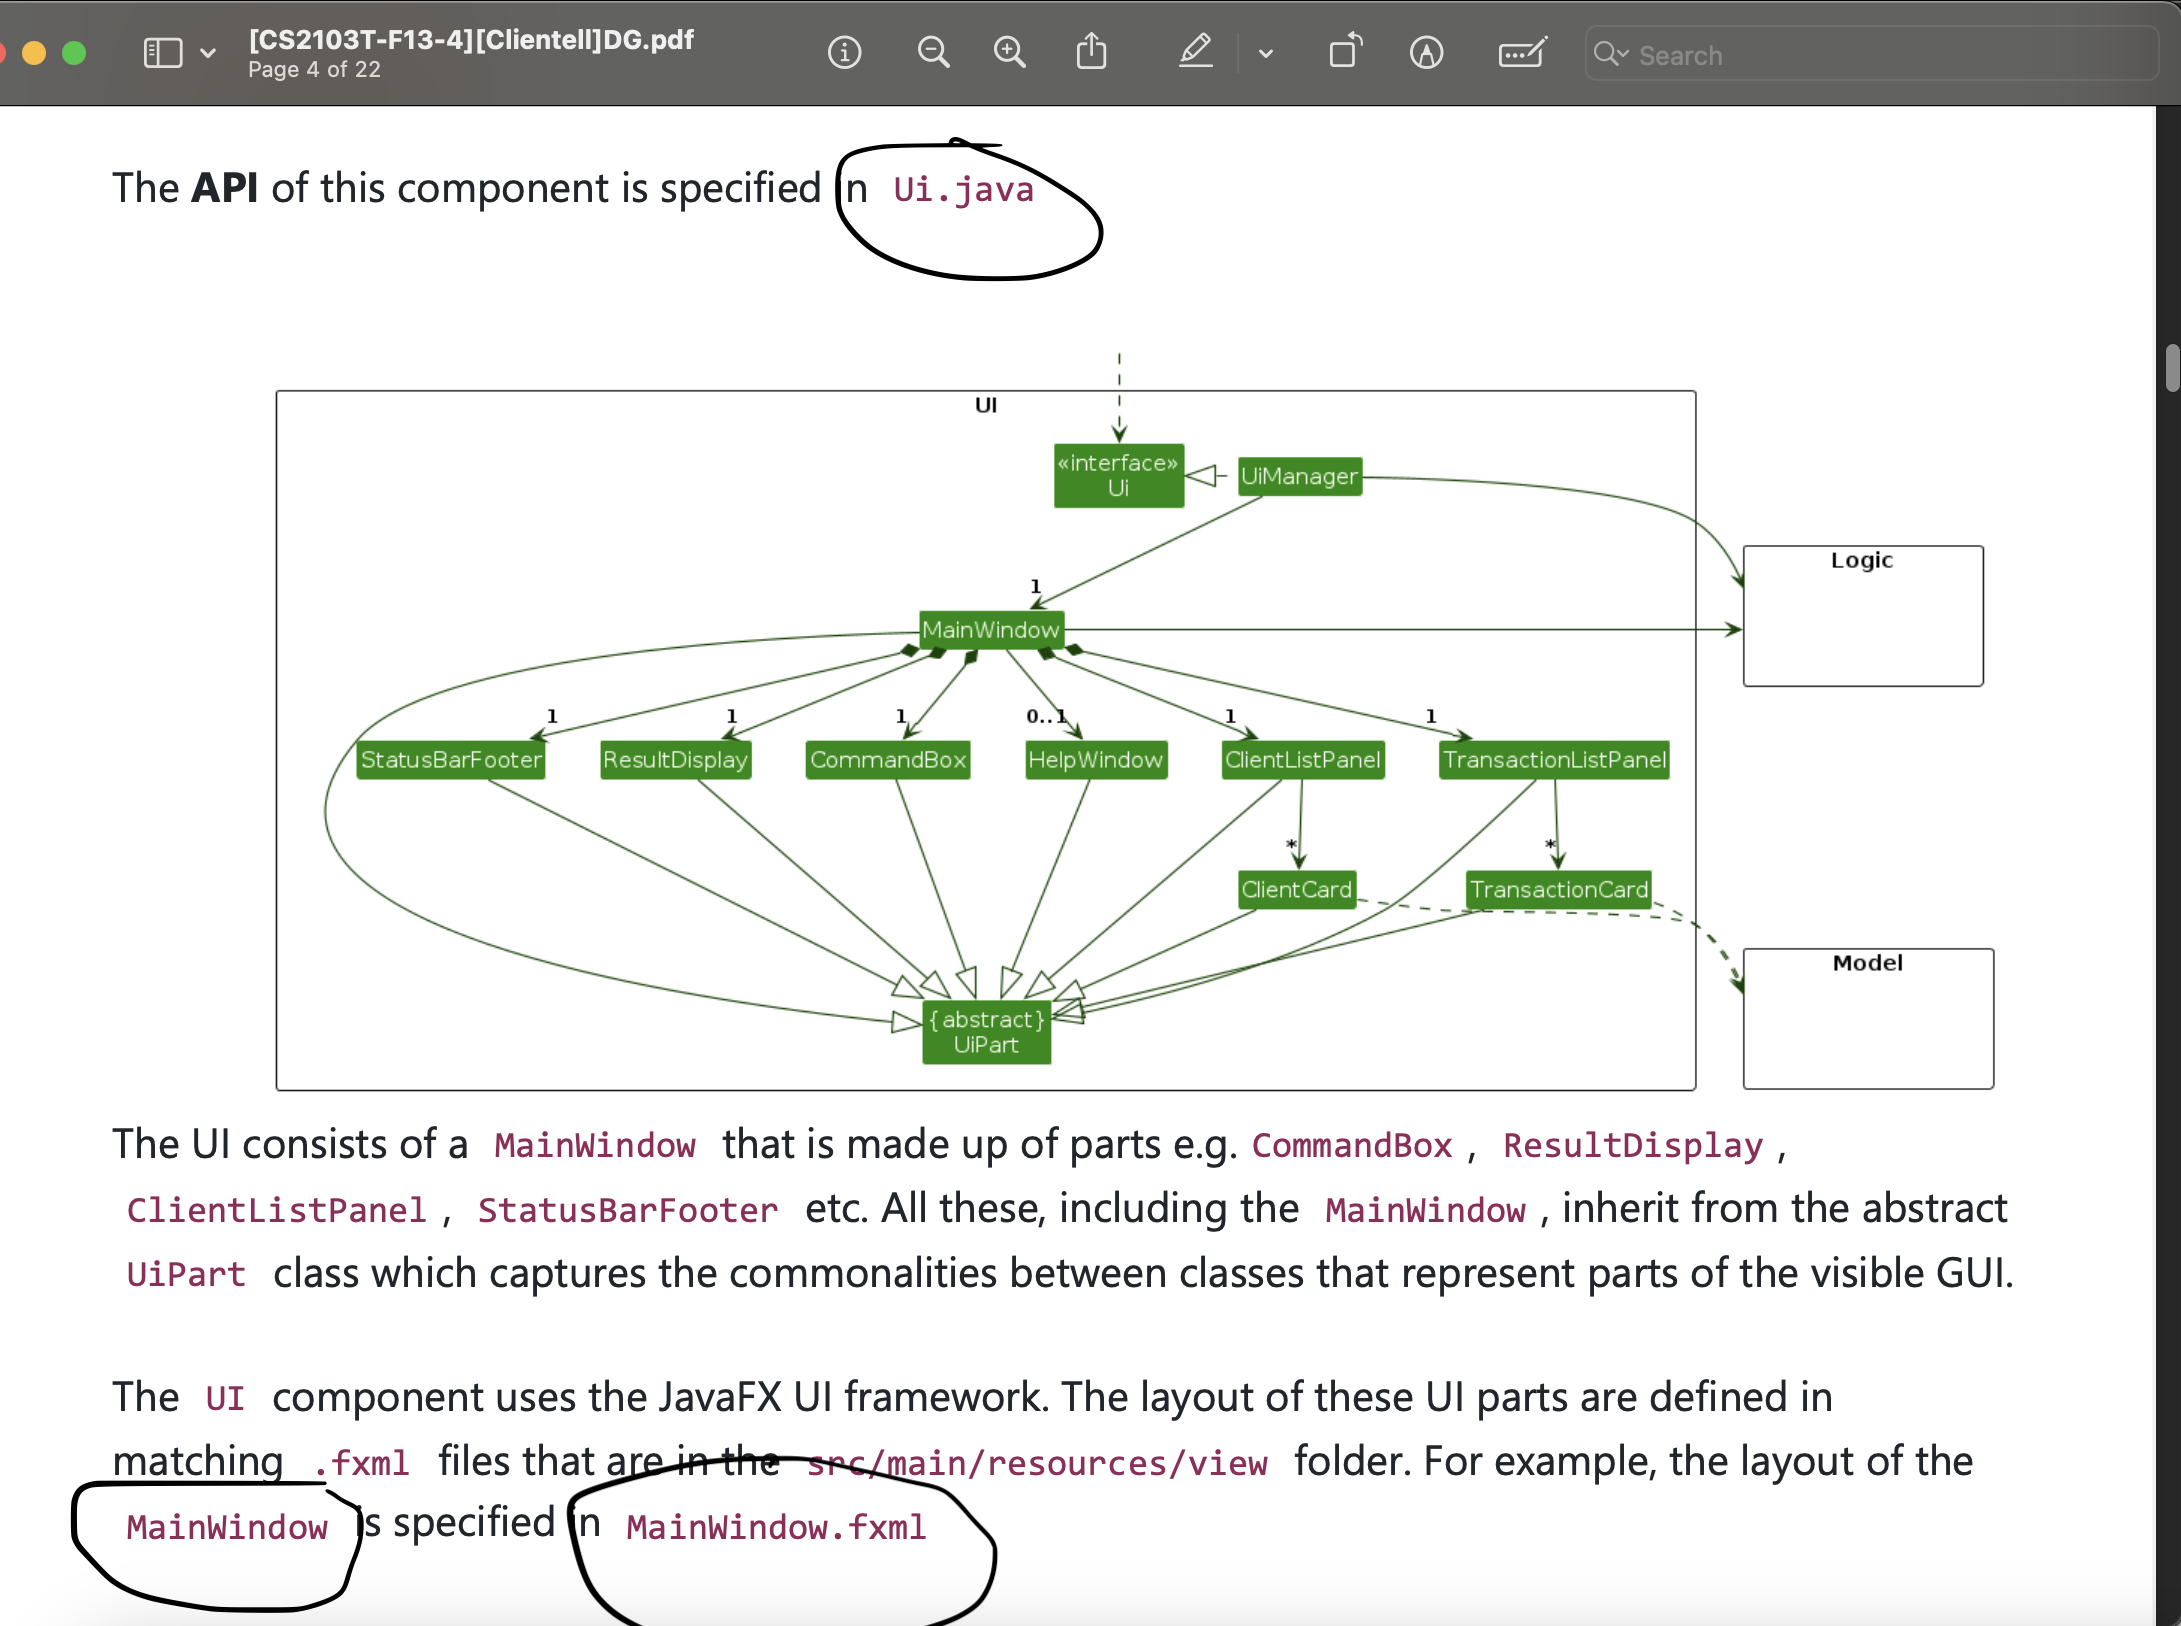 [CS2103T-F13-4][Clientell]DG.pdf
Page 4 of 22
Search
The API of this component is specified in Ui.java
UI
«interface»
Ui
UiManager
Logic
1
MainWindow
1
1
1
0..1
1
1
StatusBarFooter
ResultDisplay
CommandBox
HelpWindow
ClientListPanel
TransactionListPanel
*
*
ClientCard
TransactionCard
Model
{abstract}
UiPart
The UI consists of a MainWindow that is made up of parts e.g. CommandBox , ResultDisplay ,
ClientListPanel , StatusBarFooter etc. All these, including the MainWindow , inherit from the abstract
UiPart class which captures the commonalities between classes that represent parts of the visible GUI.
The UI component uses the JavaFX UI framework. The layout of these UI parts are defined in
matching .fxml files that are in the src/main/resources/view folder. For example, the layout of the
MainWindow is specified in MainWindow.fxml